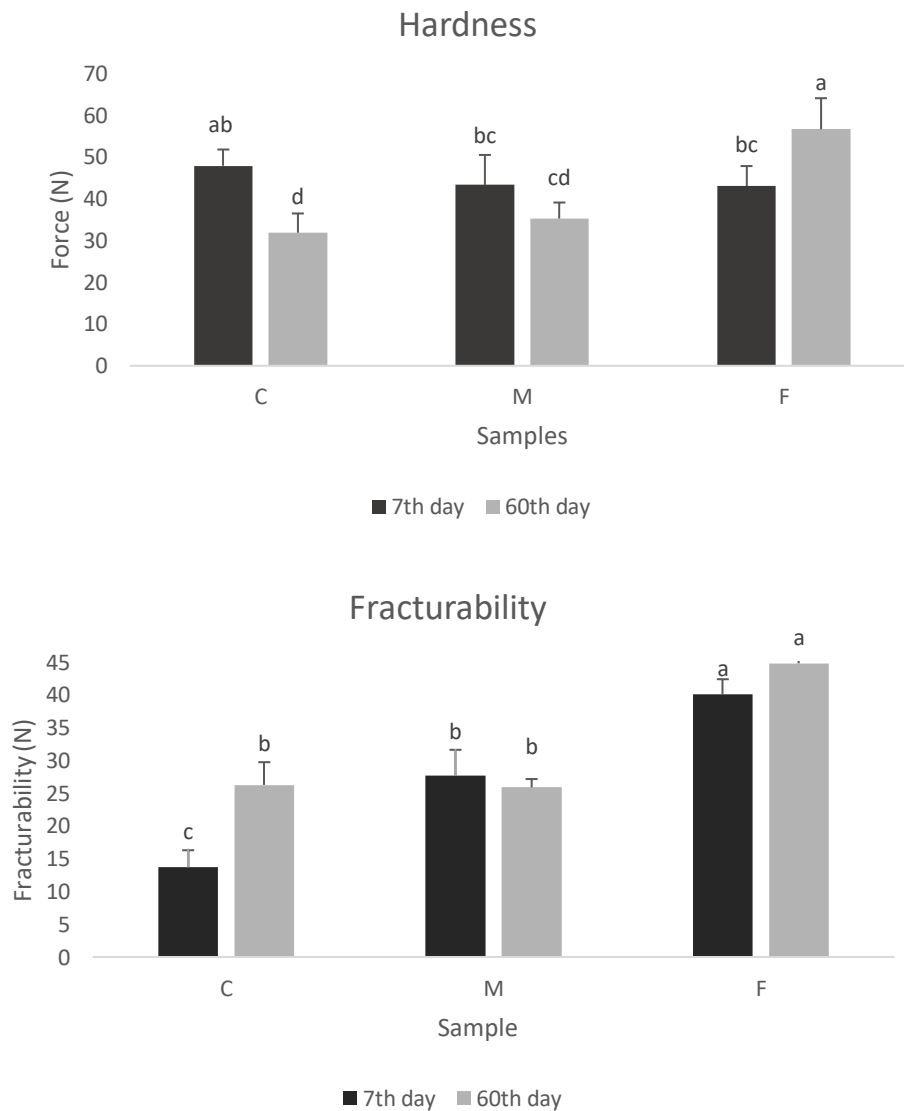 Hardness
70
60
50
40
30
20
10
0
Force (N)
ab
d
bc
cd
bc
a
C M F
Samples
7th day 60th day
Fracturability
45
40
35
30
25
20
15
10
5
0
Fracturability (N)
c
b
b
b
a
a
C M F
Sample
7th day 60th day